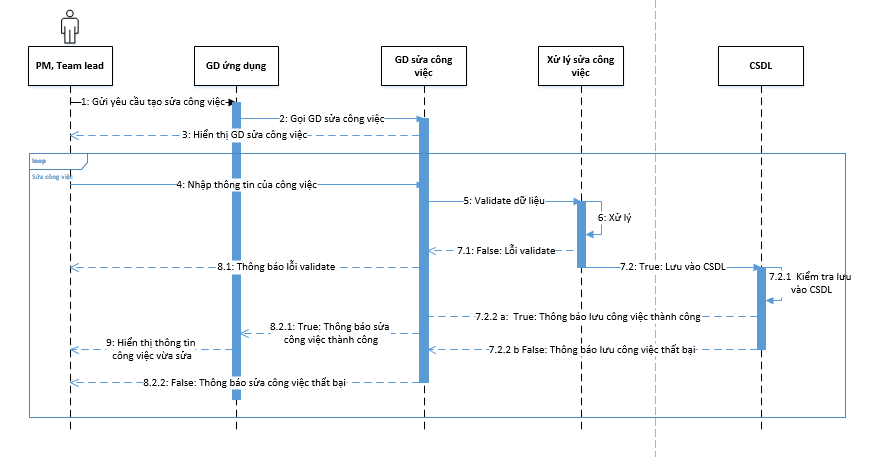 PM, Team lead
GD ứng dụng
GD sửa công
việc
Xử lý sửa công
việc
CSDL
1: Gửi yêu cầu tạo sửa công việc
2: Gọi GD sửa công việc
3: Hiển thị GD sửa công việc
loop
Sửa công việc
4: Nhập thông tin của công việc
5: Validate dữ liệu
6: Xử lý
7.1: False: Lỗi validate
8.1: Thông báo lỗi validate
7.2: True: Lưu vào CSDL
7.2.1 Kiểm tra lưu
vào CSDL
7.2.2 a: True: Thông báo lưu công việc thành công
8.2.1: True: Thông báo sửa
công việc thành công
9: Hiển thị thông tin
công việc vừa sửa
7.2.2 b False: Thông báo lưu công việc thất bại
8.2.2: False: Thông báo sửa công việc thất bại